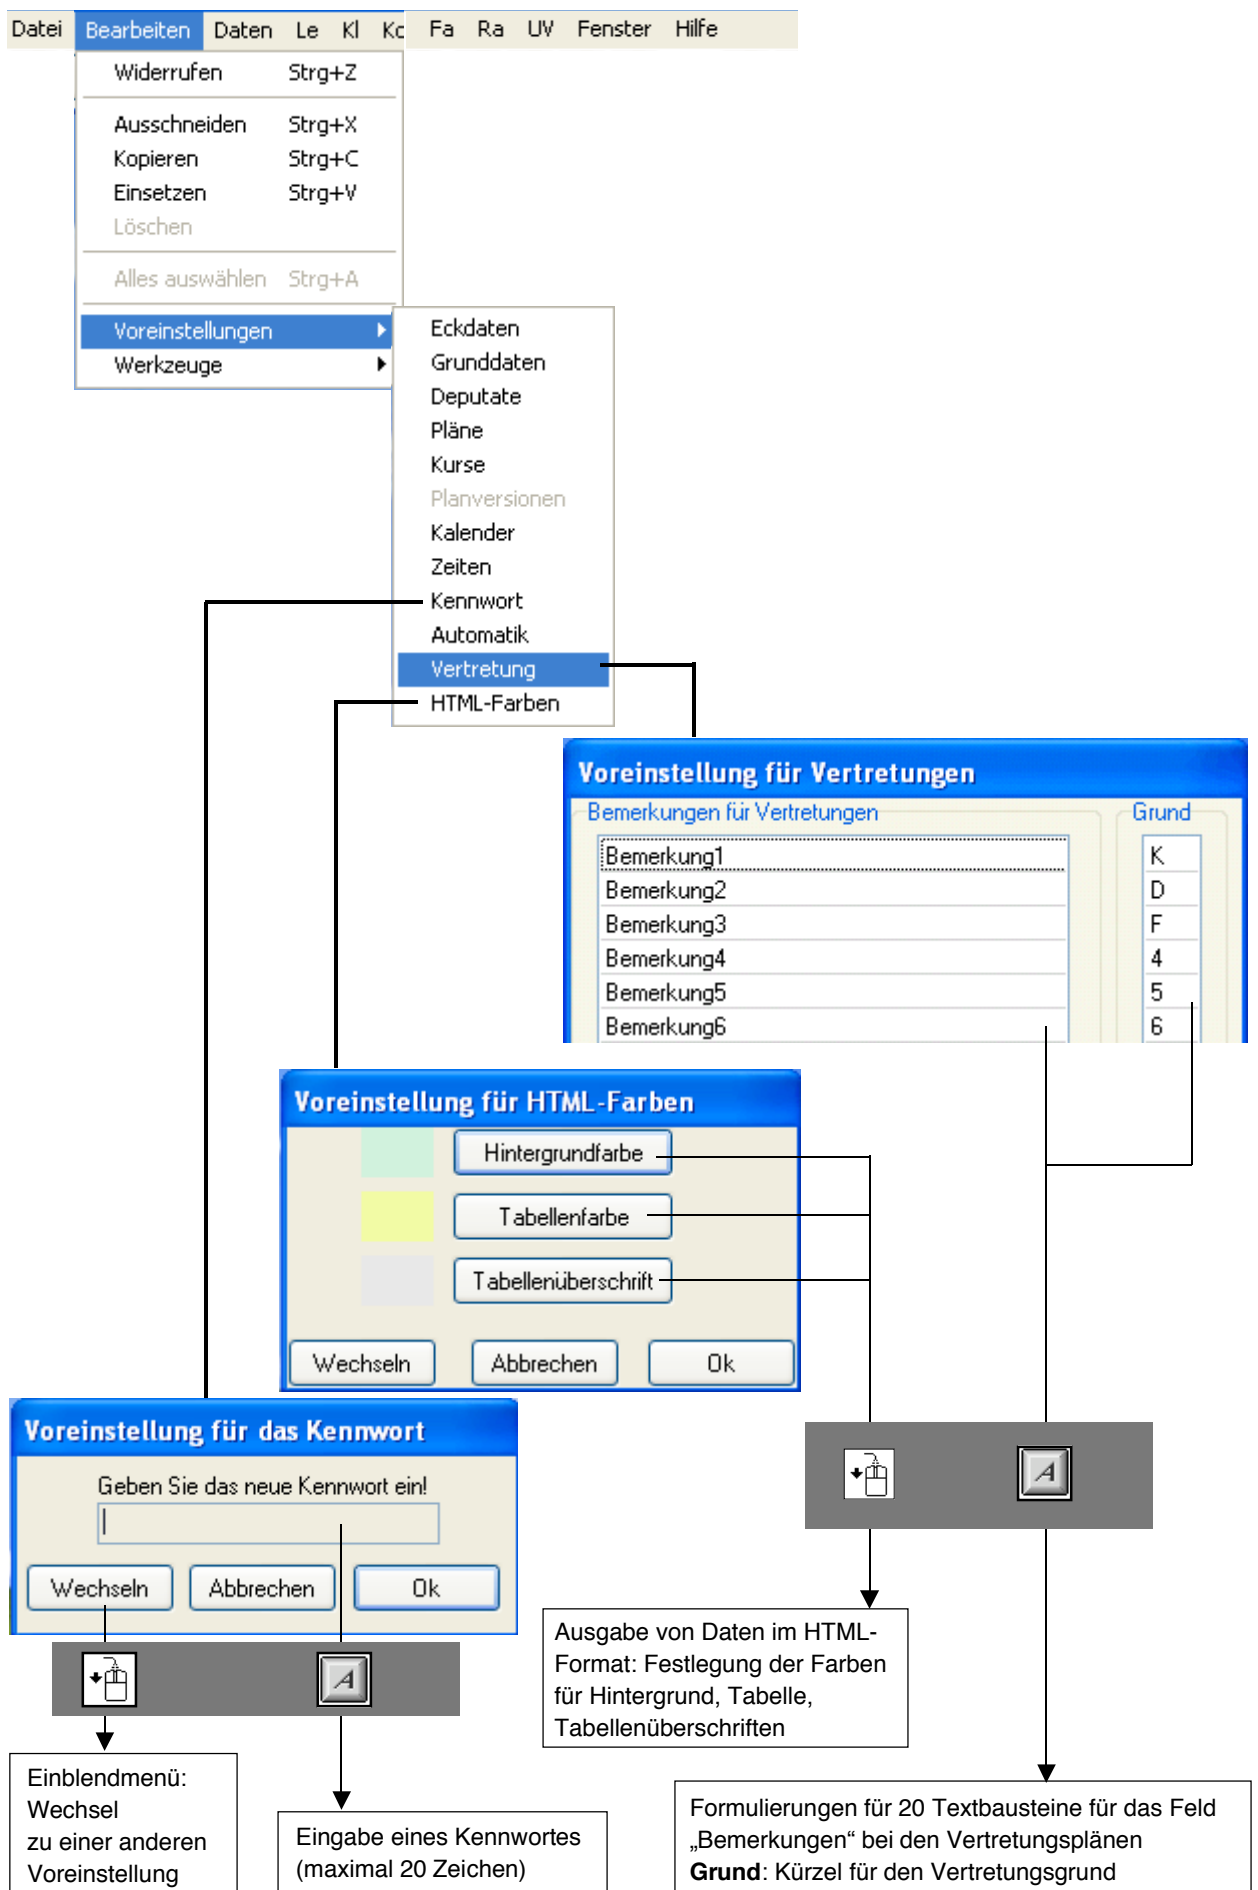 Datei Bearbeiten Daten Le Kl Kc Fa Ra UV Fenster Hilfe
Widerrufen Strg+Z
Ausschneiden Strg+X
Kopieren Strg+C
Einsetzen Strg+V
Löschen
Alles auswählen Strg+A
Voreinstellungen
Werkzeuge
Eckdaten
Grunddaten
Deputate
Pläne
Kurse
Planversionen
Kalender
Zeiten
Kennwort
Automatik
Vertretung
HTML-Farben
Voreinstellung für Vertretungen
Bemerkungen für Vertretungen Grund
Bemerkung1 K
Bemerkung2 D
Bemerkung3 F
Bemerkung4 4
Bemerkung5 5
Bemerkung6 6
Voreinstellung für HTML-Farben
Hintergrundfarbe
Tabellenfarbe
Tabellenüberschrift
Wechseln Abbrechen Ok
Voreinstellung für das Kennwort
Geben Sie das neue Kennwort ein!
Wechseln Abbrechen Ok
A
A
Ausgabe von Daten im HTML-
Format: Festlegung der Farben
für Hintergrund, Tabelle,
Tabellenüberschriften
Einblendmenü:
Wechsel
zu einer anderen
Voreinstellung
Eingabe eines Kennwortes
(maximal 20 Zeichen)
Formulierungen für 20 Textbausteine für das Feld
„Bemerkungen“ bei den Vertretungsplänen
Grund: Kürzel für den Vertretungsgrund